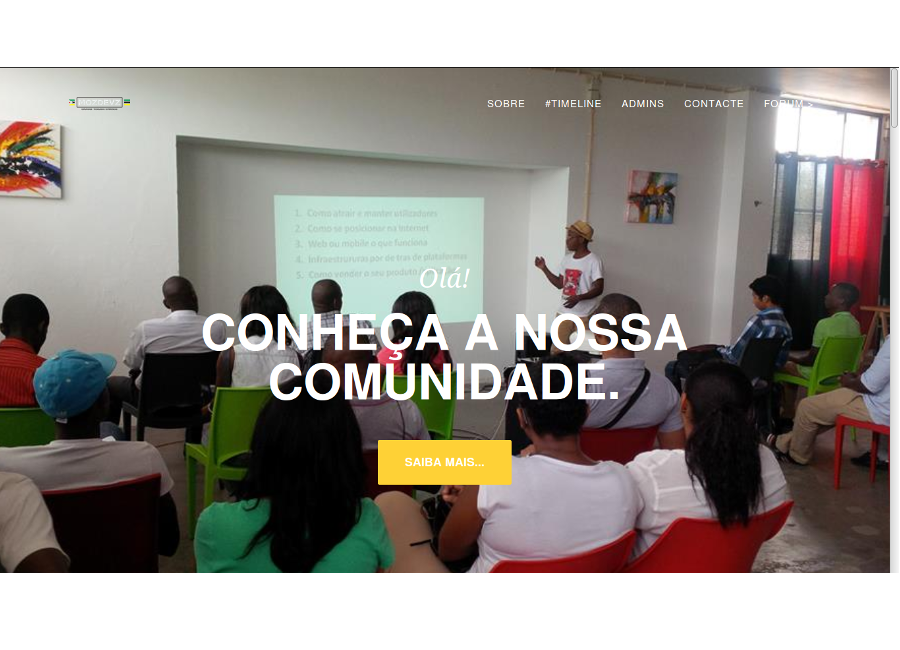 MOZDEVZ
SOBRE #TIMELINE ADMINS CONTACTE FORUM >
1. Como atrair e manter utilizadores
2. Como se posicionar na Internet
3. Web ou mobile o que funciona
4. Infraestruturas por de tras de plataformas
5. Como vender o seu produto
Olá!
CONHEÇA A NOSSA
COMUNIDADE.
SAIBA MAIS...